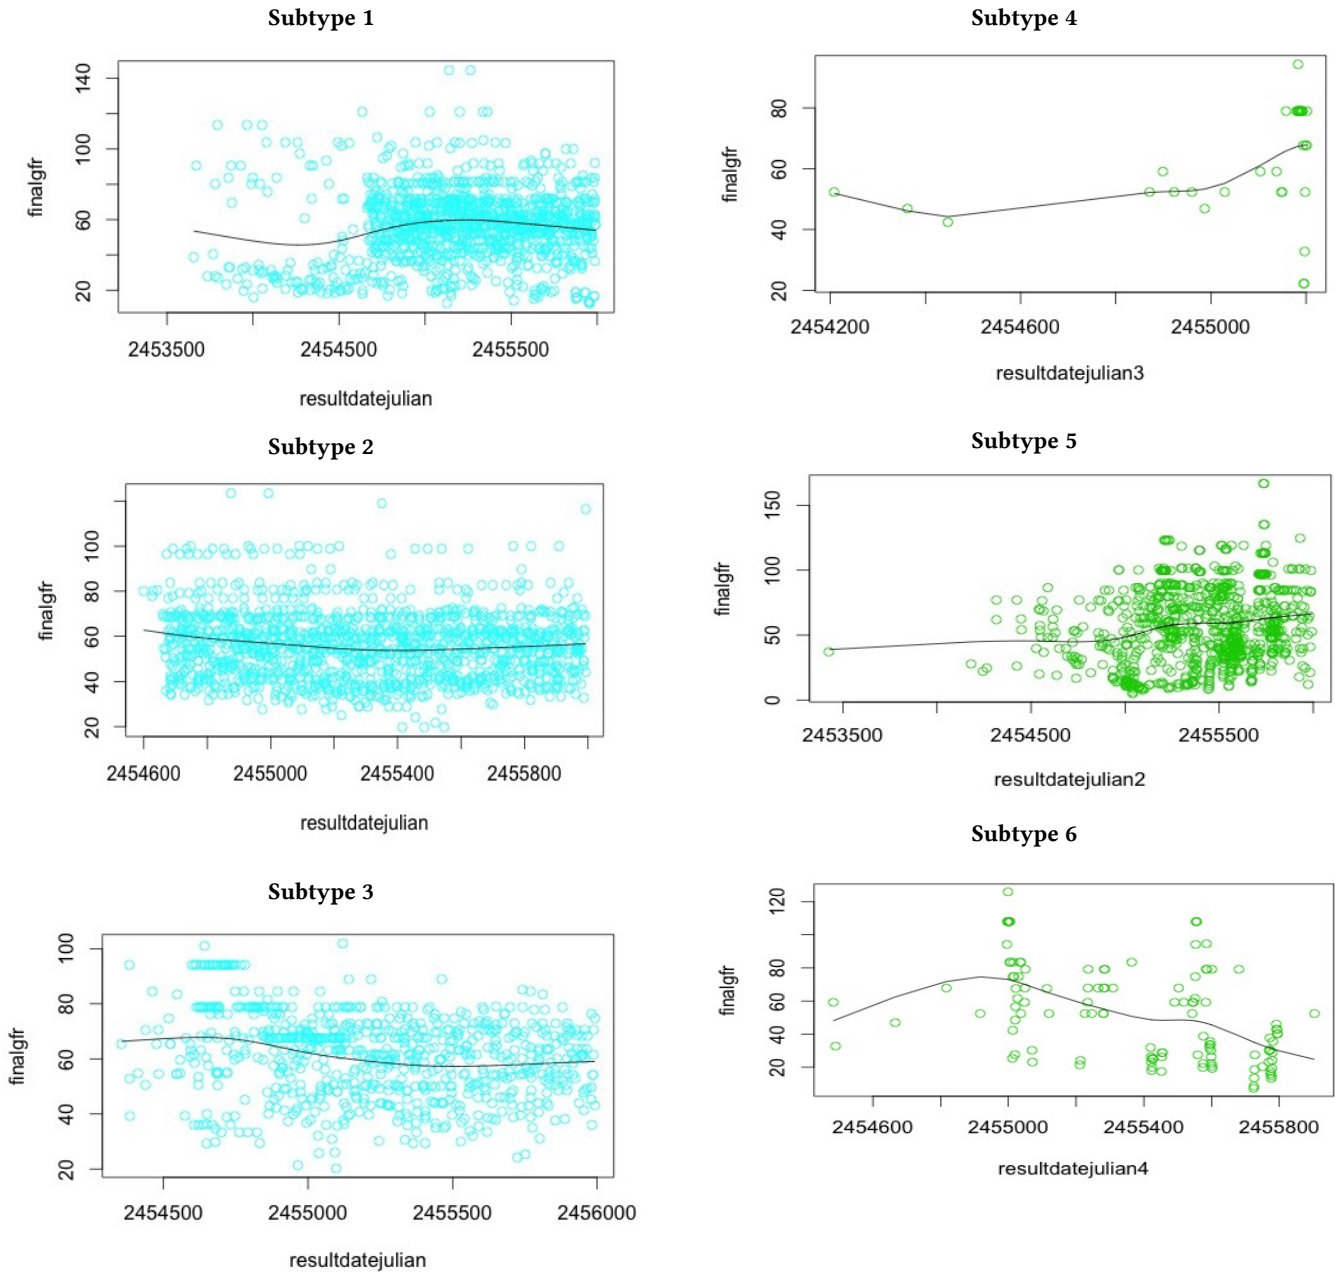 Subtype 1
finalgfr
140
100
60
20
2453500 2454500 2455500
resultdatejulian
Subtype 2
finalgfr
100
80
60
40
20
2454600 2455000 2455400 2455800
resultdatejulian
Subtype 3
finalgfr
100
80
60
40
20
2454500 2455000 2455500 2456000
resultdatejulian
Subtype 4
finalgfr
80
60
40
20
2454200 2454600 2455000
resultdatejulian3
Subtype 5
finalgfr
150
100
50
0
2453500 2454500 2455500
resultdatejulian2
Subtype 6
finalgfr
120
80
60
40
20
2454600 2455000 2455400 2455800
resultdatejulian4